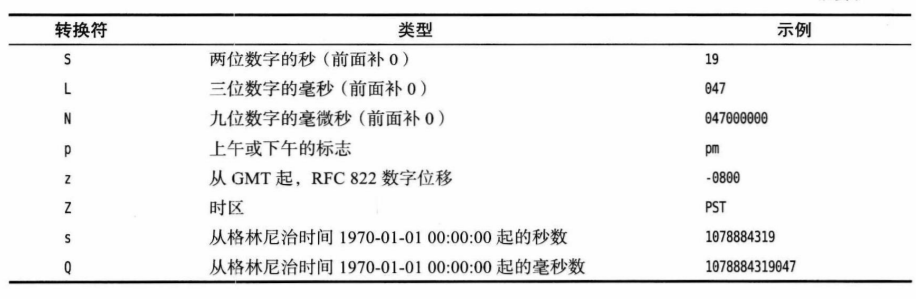 转换符 类型 示例
S 两位数字的秒（前面补 0） 19
L 三位数字的毫秒（前面补 0） 047
N 九位数字的毫微秒（前面补 0） 047000000
p 上午或下午的标志 pm
z 从 GMT 起，RFC 822 数字位移 -0800
Z 时区 PST
s 从格林尼治时间 1970-01-01 00:00:00 起的秒数 1078884319
Q 从格林尼治时间 1970-01-01 00:00:00 起的毫秒数 1078884319047